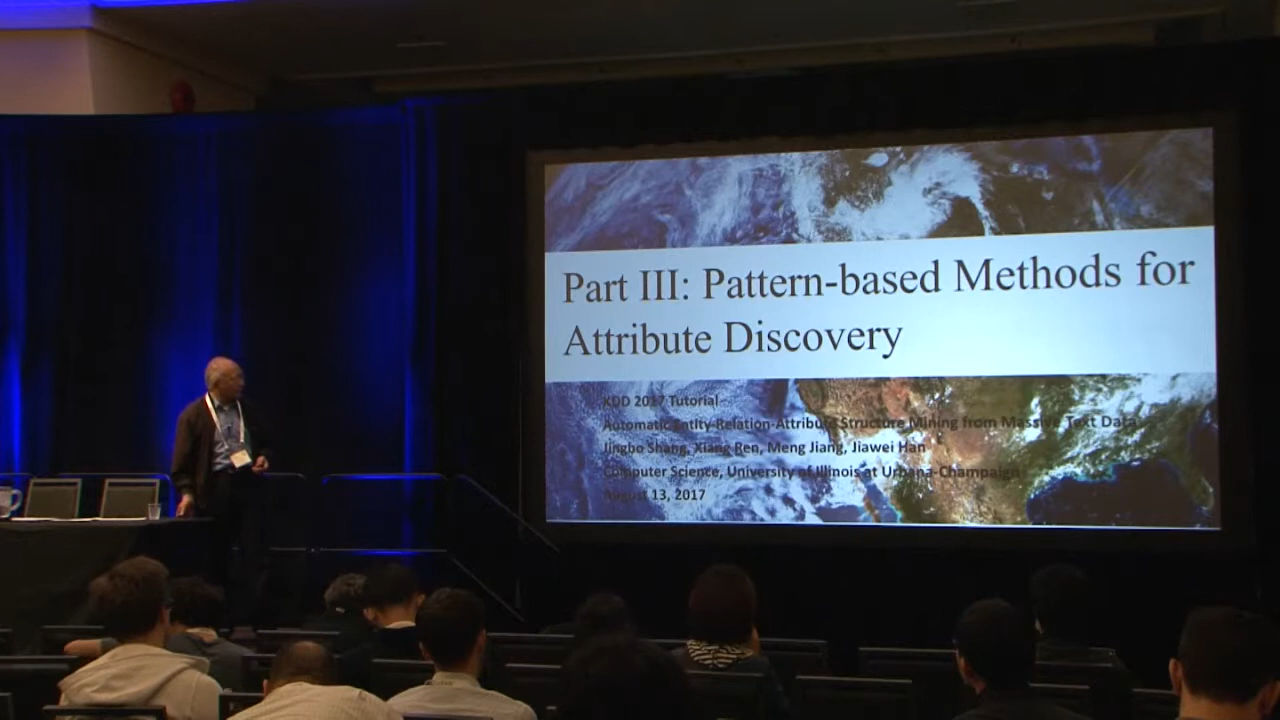 Part III: Pattern-based Methods for
Attribute Discovery
KDD 2017 Tutorial
Automatic Entity-Relation-Attribute Structure Mining from Massive Text Data
Jingbo Shang, Xiang Ren, Meng Jiang, Jiawei Han
Computer Science, University of Illinois at Urbana-Champaign
August 13, 2017